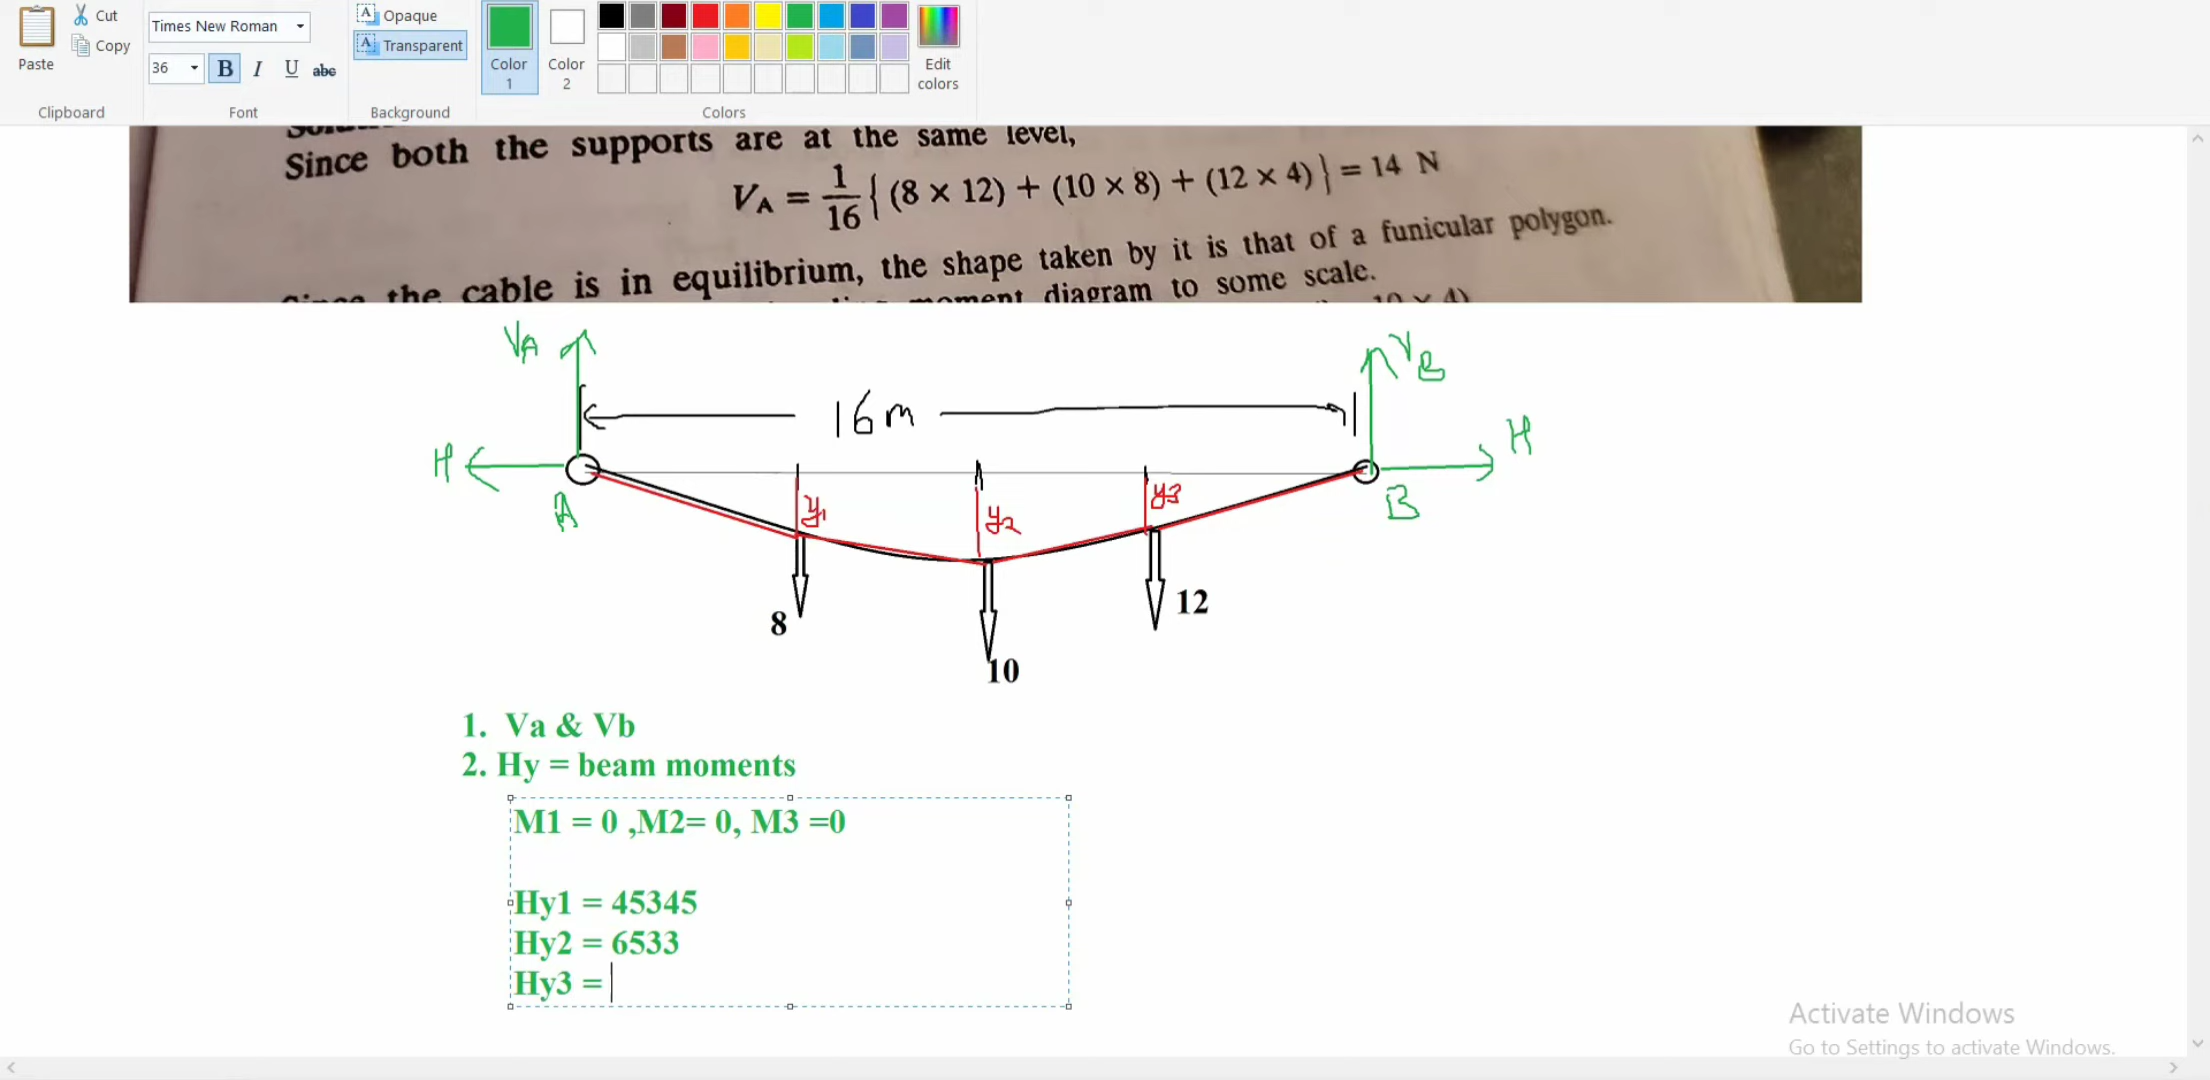 Paste
Cut
Copy
Clipboard
Times New Roman
36
B I U abc
Font
Opaque
Transparent
Background
Color 1
Color 2
Edit colors
Colors
Since both the supports are at the same level,
V_A = 1/16 { (8 × 12) + (10 × 8) + (12 × 4) } = 14 N
the cable is in equilibrium, the shape taken by it is that of a funicular polygon.
moment diagram to some scale.
10 × 4)
VA
VB
16m
H
H
A
B
y1
y2
y3
8
10
12
1. Va & Vb
2. Hy = beam moments
M1 = 0 ,M2= 0, M3 =0
Hy1 = 45345
Hy2 = 6533
Hy3 =
Activate Windows
Go to Settings to activate Windows.